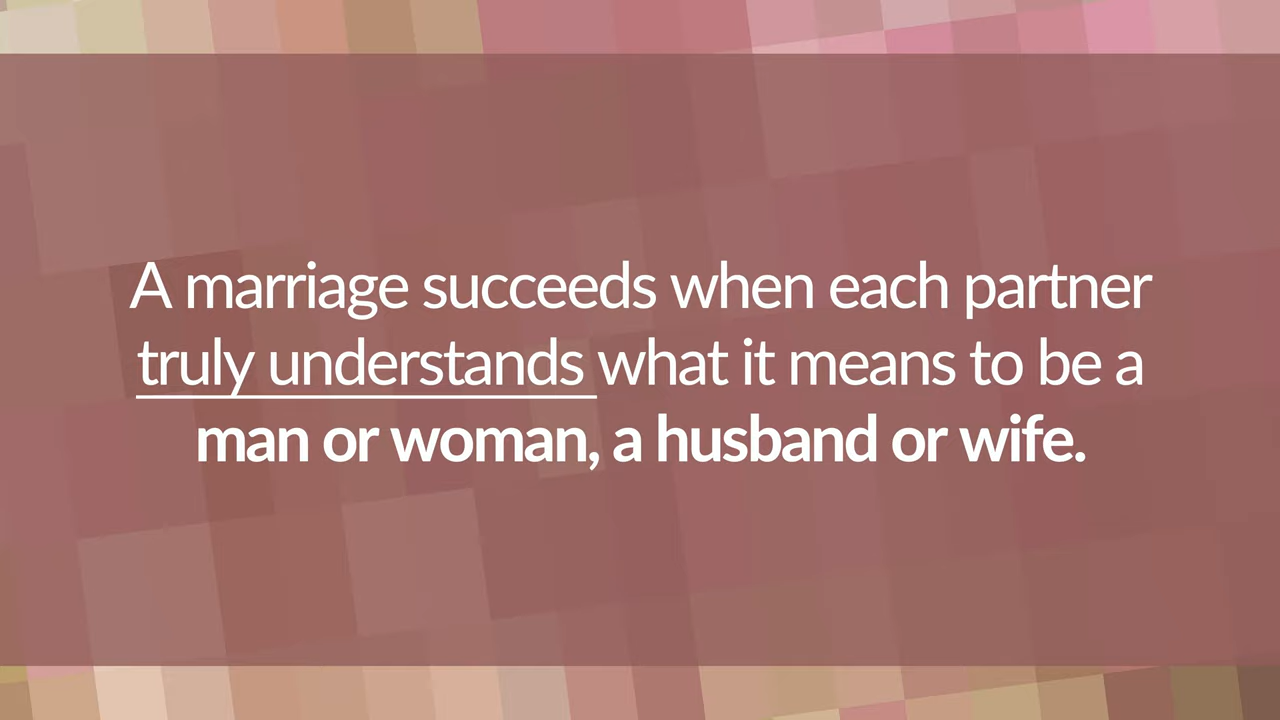 A marriage succeeds when each partner
truly understands what it means to be a
man or woman, a husband or wife.